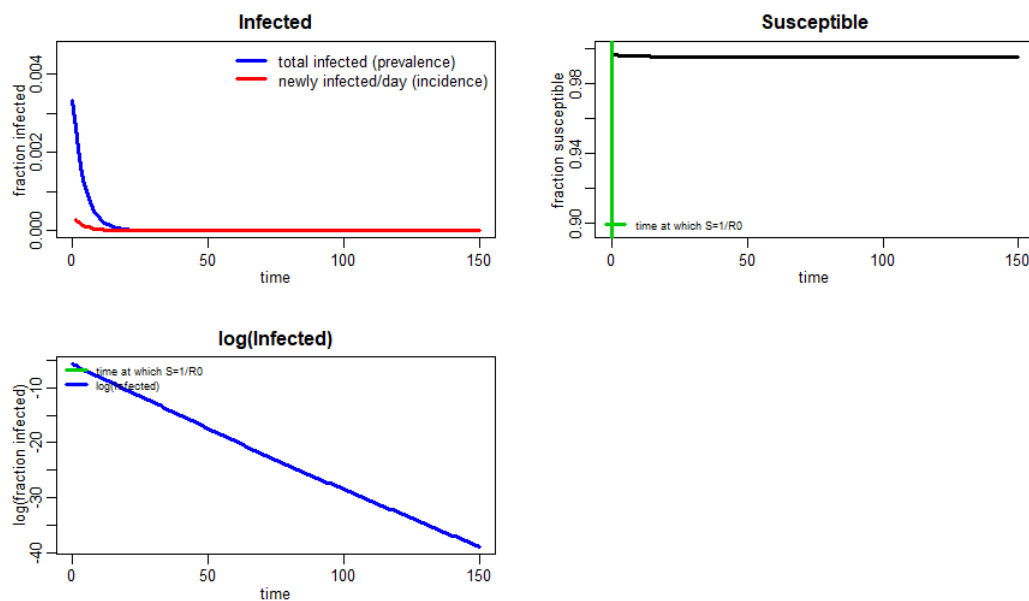 Infected
total infected (prevalence)
newly infected/day (incidence)
fraction infected
0.000
0.002
0.004
0
50
100
150
time
Susceptible
fraction susceptible
0.90
0.94
0.98
time at which S=1/R0
0
50
100
150
time
log(Infected)
time at which S=1/R0
log(Infected)
log(fraction infected)
-40
-30
-20
-10
0
50
100
150
time